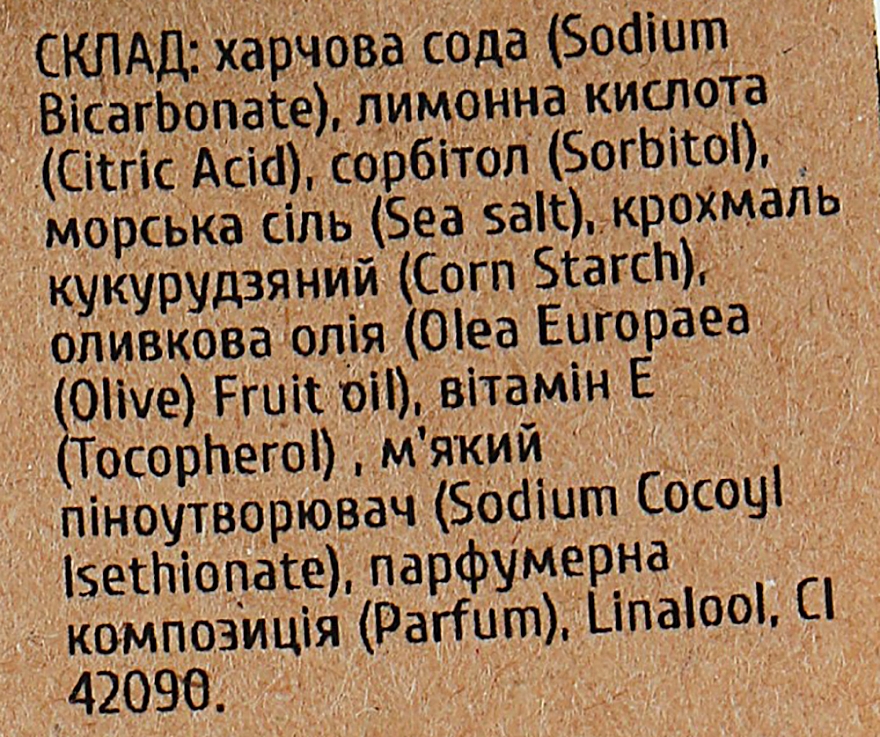 СКЛАД: харчова сода (Sodium
Bicarbonate), лимонна кислота
(Citric Acid), сорбітол (Sorbitol),
морська сіль (Sea salt), крохмаль
кукурудзяний (Corn Starch),
оливкова олія (Olea Europaea
(Olive) Fruit oil), вітамін Е
(Tocopherol) , м'який
піноутворювач (Sodium Cocoyl
Isethionate), парфумерна
композиція (Parfum), Linalool, CI
42090.